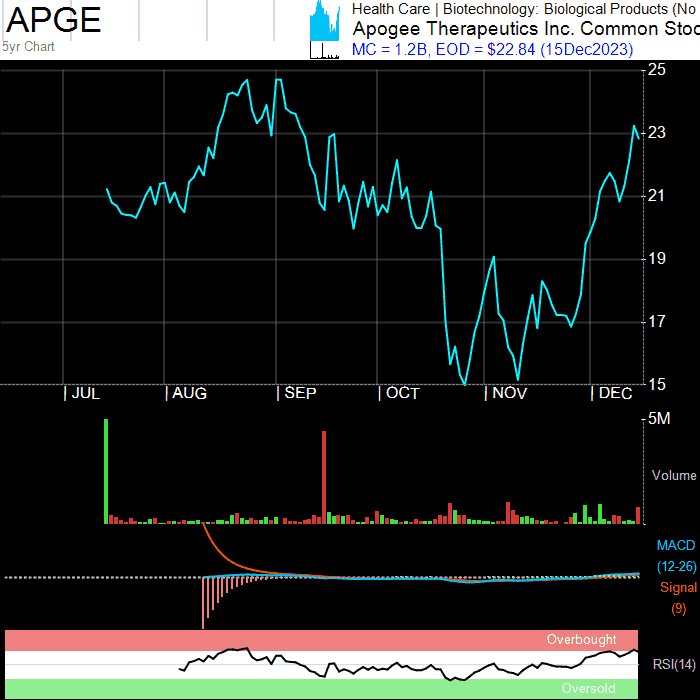 APGE
5yr Chart
Health Care | Biotechnology: Biological Products (No
Apogee Therapeutics Inc. Common Stoc
MC = 1.2B, EOD = $22.84 (15Dec2023)
25
23
21
19
17
15
| JUL | AUG | SEP | OCT | NOV | DEC
5M
Volume
MACD
(12-26)
Signal
(9)
Overbought
RSI(14)
Oversold